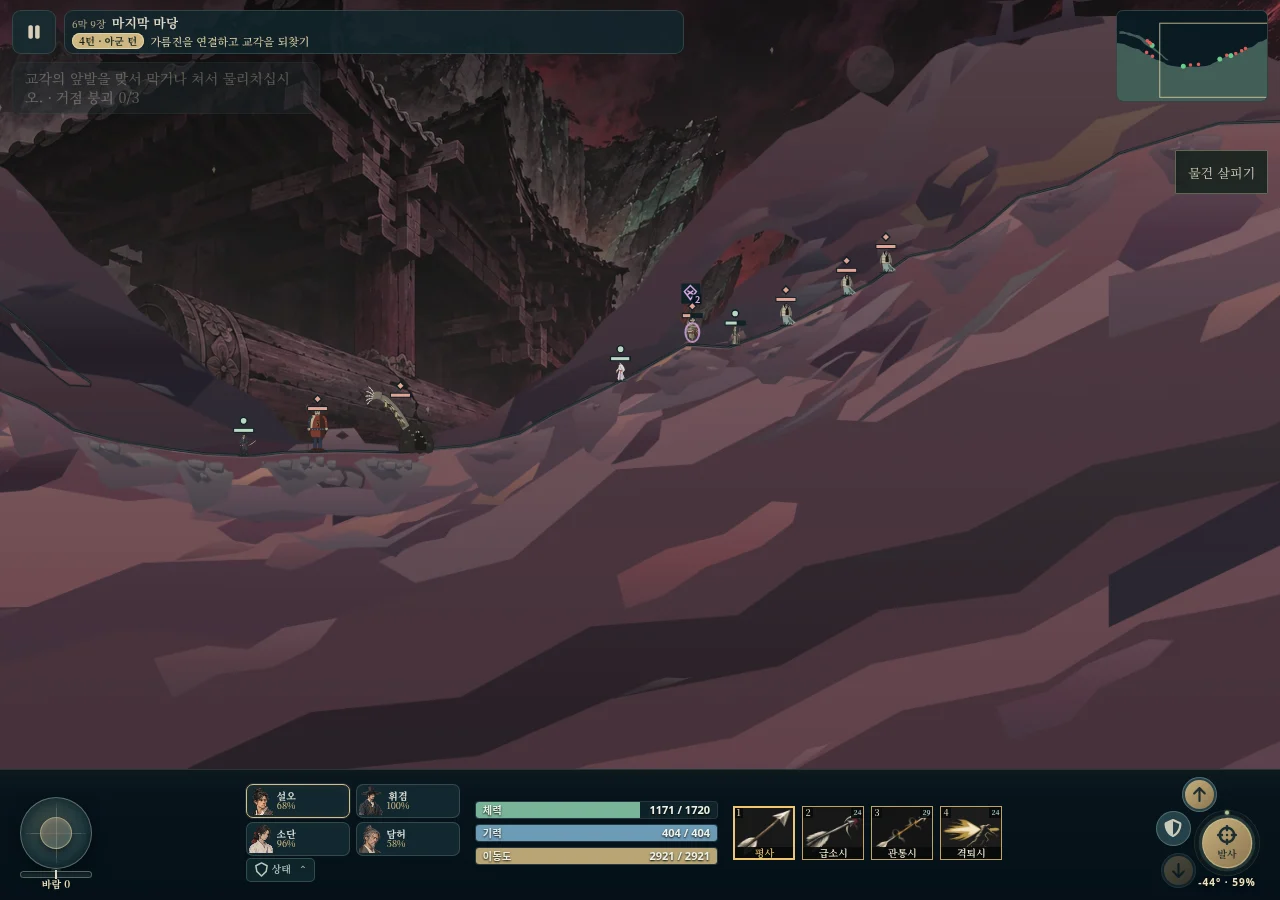 6막 9장 마지막 마당
4턴 · 아군 턴 가름진을 연결하고 교각을 되찾기
교각의 앞발을 맞서 막거나 쳐서 물리치십시
오. · 거점 붕괴 0/3
물건 살피기
2
설오
68%
휘겸
100%
소단
96%
담허
58%
상태
체력 1171 / 1720
기력 404 / 404
이동도 2921 / 2921
1
평사
2 24
급소시
3 29
관통시
4 24
격퇴시
발사
-44° · 59%
바람 0